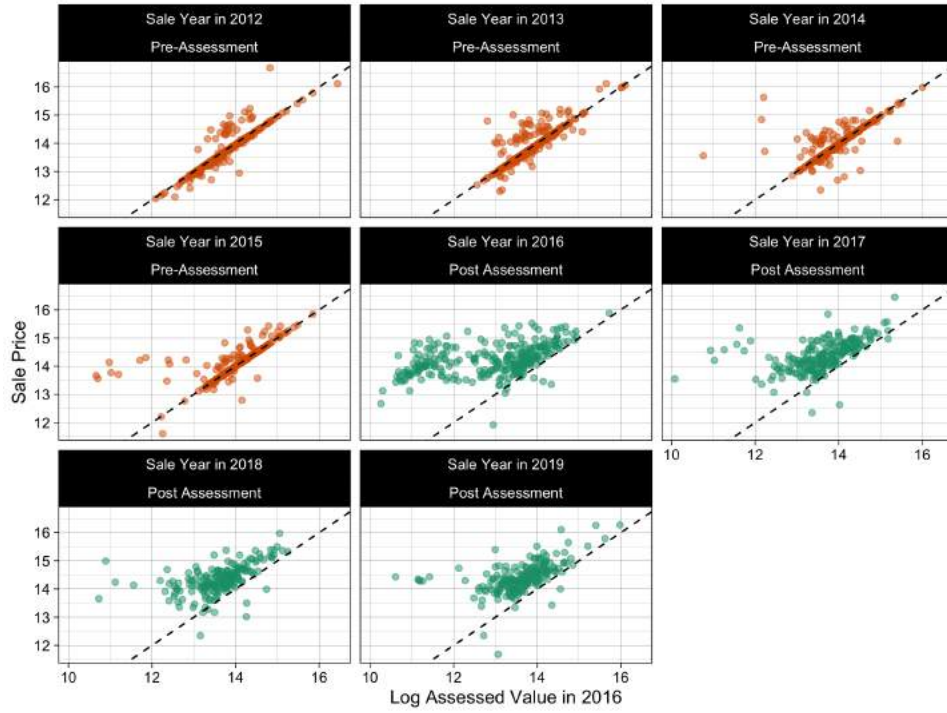 Sale Year in 2012
Pre-Assessment
Sale Year in 2013
Pre-Assessment
Sale Year in 2014
Pre-Assessment
16
15
14
13
12
Sale Year in 2015
Pre-Assessment
Sale Year in 2016
Post Assessment
Sale Year in 2017
Post Assessment
Sale Price
16
15
14
13
12
10
12
14
16
Sale Year in 2018
Post Assessment
Sale Year in 2019
Post Assessment
16
15
14
13
12
10
12
14
16
10
12
14
16
Log Assessed Value in 2016